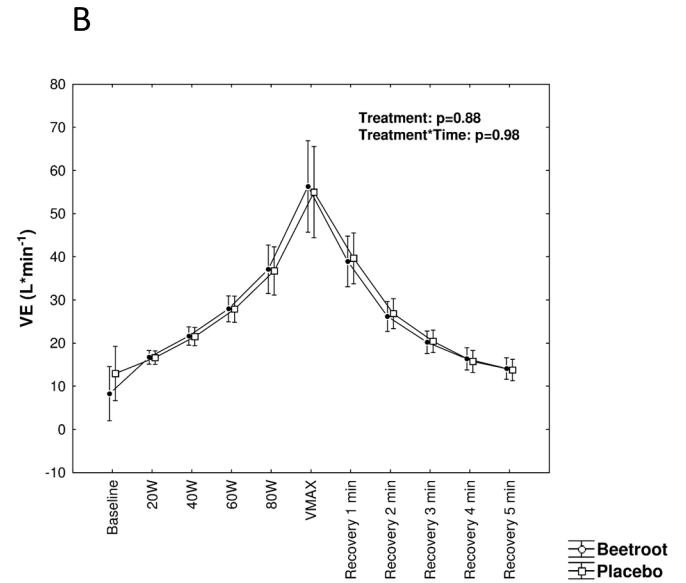 B
80
70
60
50
40
30
20
10
0
-10
VE (L*min⁻¹)
Treatment: p=0.88
Treatment*Time: p=0.98
Baseline
20W
40W
60W
80W
VMAX
Recovery 1 min
Recovery 2 min
Recovery 3 min
Recovery 4 min
Recovery 5 min
Beetroot
Placebo